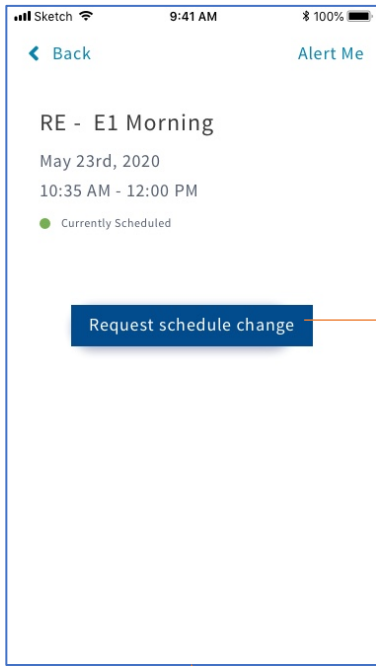 Sketch 9:41 AM 100%
Back Alert Me
RE - E1 Morning
May 23rd, 2020
10:35 AM - 12:00 PM
Currently Scheduled
Request schedule change